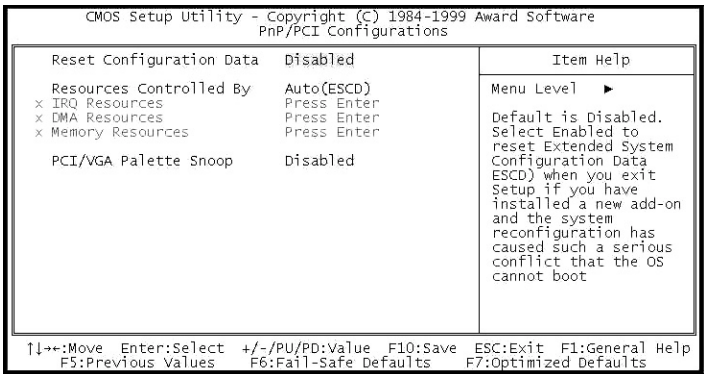 CMOS Setup Utility - Copyright (C) 1984-1999 Award Software
PnP/PCI Configurations
Reset Configuration Data Disabled
Resources Controlled By Auto(ESCD)
x IRQ Resources Press Enter
x DMA Resources Press Enter
x Memory Resources Press Enter
PCI/VGA Palette Snoop Disabled
Item Help
Menu Level ►
Default is Disabled.
Select Enabled to
reset Extended System
Configuration Data
ESCD) when you exit
Setup if you have
installed a new add-on
and the system
reconfiguration has
caused such a serious
conflict that the OS
cannot boot
↑↓→←:Move Enter:Select +/-/PU/PD:Value F10:Save ESC:Exit F1:General Help
F5:Previous Values F6:Fail-Safe Defaults F7:Optimized Defaults